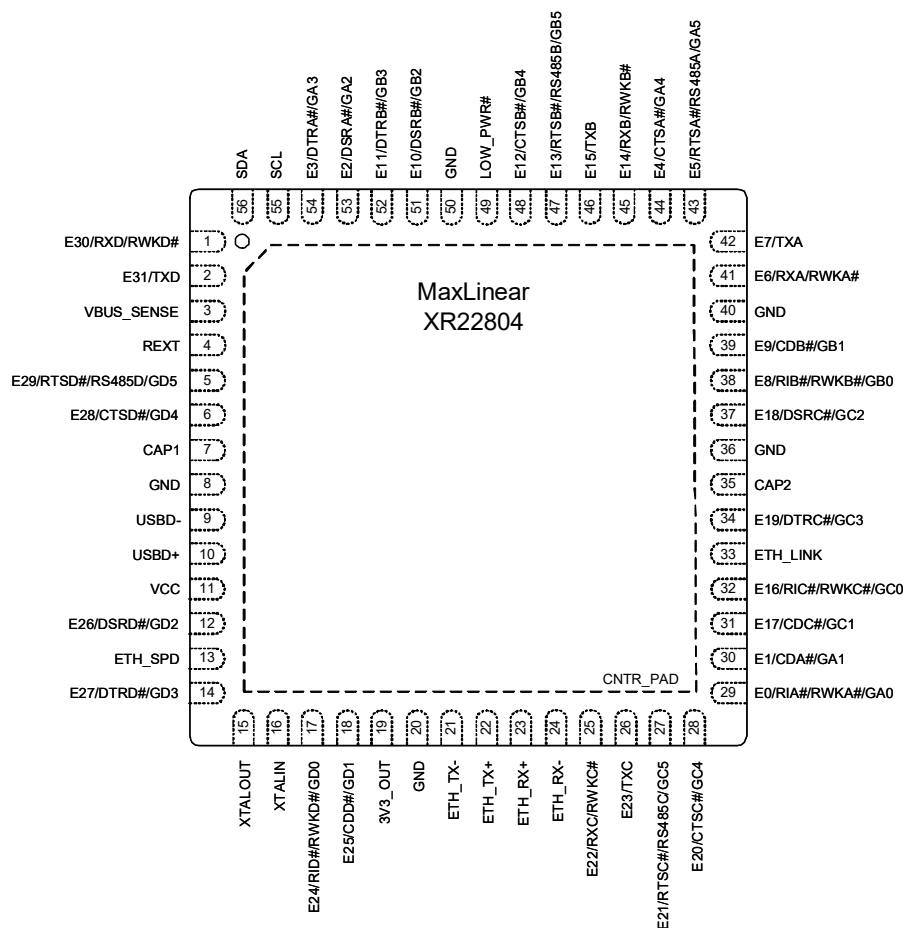 SDA
SCL
E3/DTRA#/GA3
E2/DSRA#/GA2
E11/DTRB#/GB3
E10/DSRB#/GB2
GND
LOW_PWR#
E12/CTSB#/GB4
E13/RTSB#/RS485B/GB5
E15/TXB
E14/RXB/RWKB#
E4/CTSA#/GA4
E5/RTSA#/RS485A/GA5
56
55
54
53
52
51
50
49
48
47
46
45
44
43
E30/RXD/RWKD# 1
E31/TXD 2
VBUS_SENSE 3
REXT 4
E29/RTSD#/RS485D/GD5 5
E28/CTSD#/GD4 6
CAP1 7
GND 8
USBD- 9
USBD+ 10
VCC 11
E26/DSRD#/GD2 12
ETH_SPD 13
E27/DTRD#/GD3 14
MaxLinear
XR22804
CNTR_PAD
42 E7/TXA
41 E6/RXA/RWKA#
40 GND
39 E9/CDB#/GB1
38 E8/RIB#/RWKB#/GB0
37 E18/DSRC#/GC2
36 GND
35 CAP2
34 E19/DTRC#/GC3
33 ETH_LINK
32 E16/RIC#/RWKC#/GC0
31 E17/CDC#/GC1
30 E1/CDA#/GA1
29 E0/RIA#/RWKA#/GA0
15
16
17
18
19
20
21
22
23
24
25
26
27
28
XTALOUT
XTALIN
E24/RID#/RWKD#/GD0
E25/CDD#/GD1
3V3_OUT
GND
ETH_TX-
ETH_TX+
ETH_RX+
ETH_RX-
E22/RXC/RWKC#
E23/TXC
E21/RTSC#/RS485C/GC5
E20/CTSC#/GC4